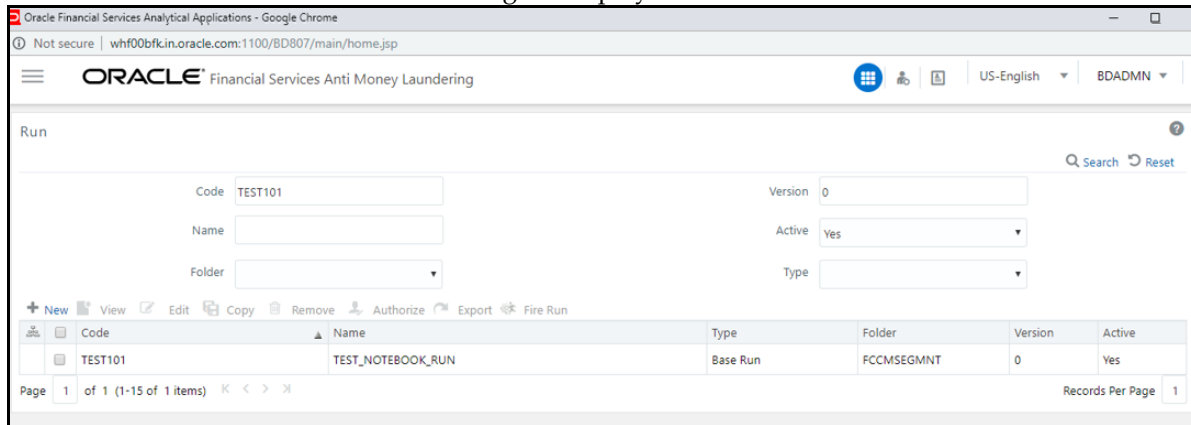 Oracle Financial Services Analytical Applications - Google Chrome
Not secure | whf00bfk.in.oracle.com:1100/BD807/main/home.jsp
ORACLE Financial Services Anti Money Laundering US-English BDADMN
Run
Search Reset
Code TEST101 Version 0
Name Active Yes
Folder Type
New View Edit Copy Remove Authorize Export Fire Run
Code Name Type Folder Version Active
TEST101 TEST_NOTEBOOK_RUN Base Run FCCMSEGMNT 0 Yes
Page 1 of 1 (1-15 of 1 items) Records Per Page 1